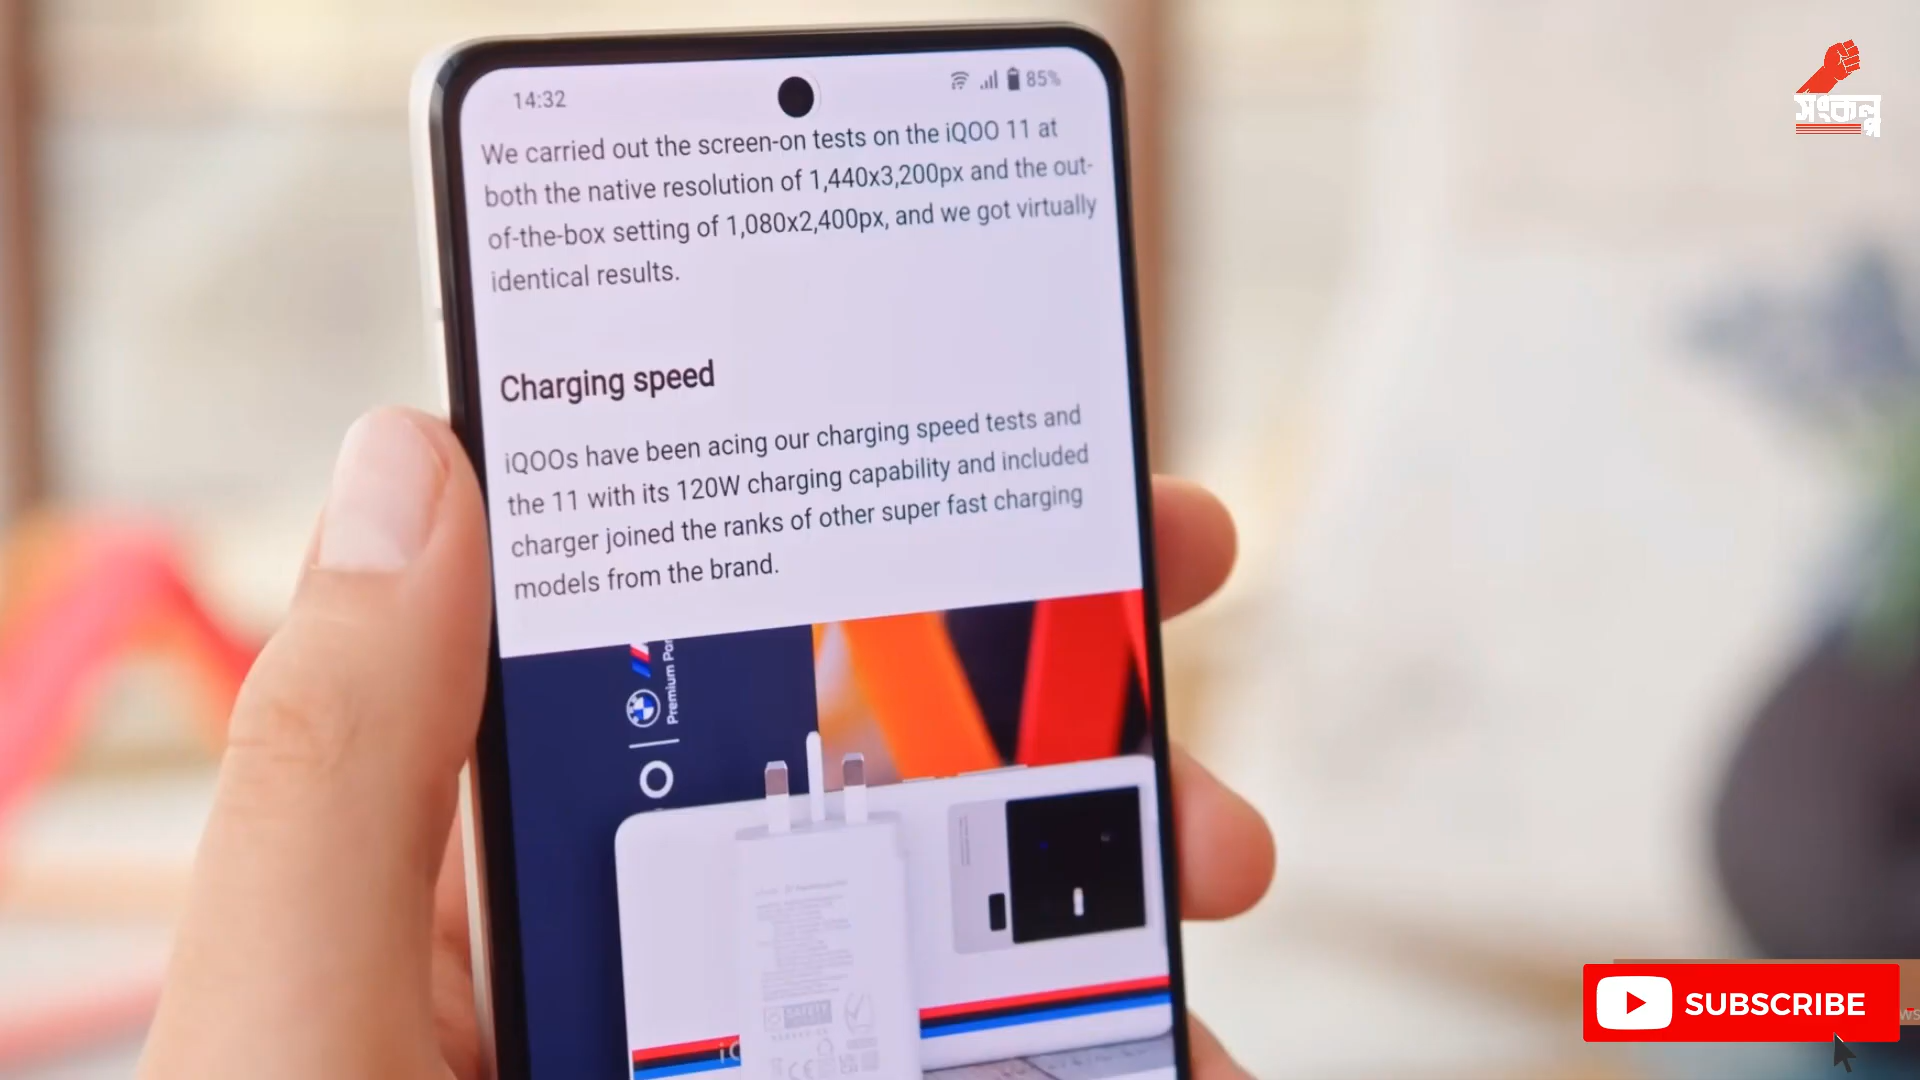 14:32
85%
সংকল্প
We carried out the screen-on tests on the iQOO 11 at
both the native resolution of 1,440x3,200px and the out-
of-the-box setting of 1,080x2,400px, and we got virtually
identical results.
Charging speed
iQOOs have been acing our charging speed tests and
the 11 with its 120W charging capability and included
charger joined the ranks of other super fast charging
models from the brand.
Premium
SAFETY
SUBSCRIBE